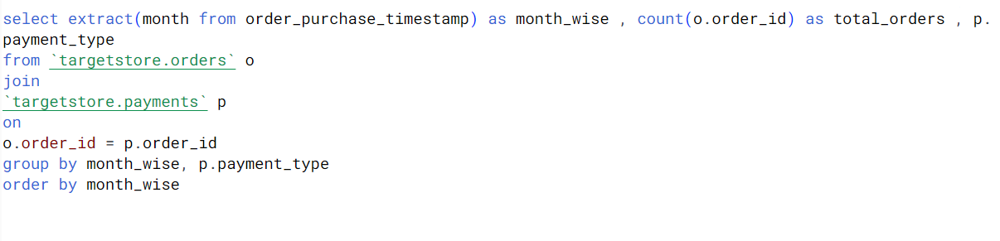 select extract(month from order_purchase_timestamp) as month_wise , count(o.order_id) as total_orders , p.
payment_type
from `targetstore.orders` o
join
`targetstore.payments` p
on
o.order_id = p.order_id
group by month_wise, p.payment_type
order by month_wise